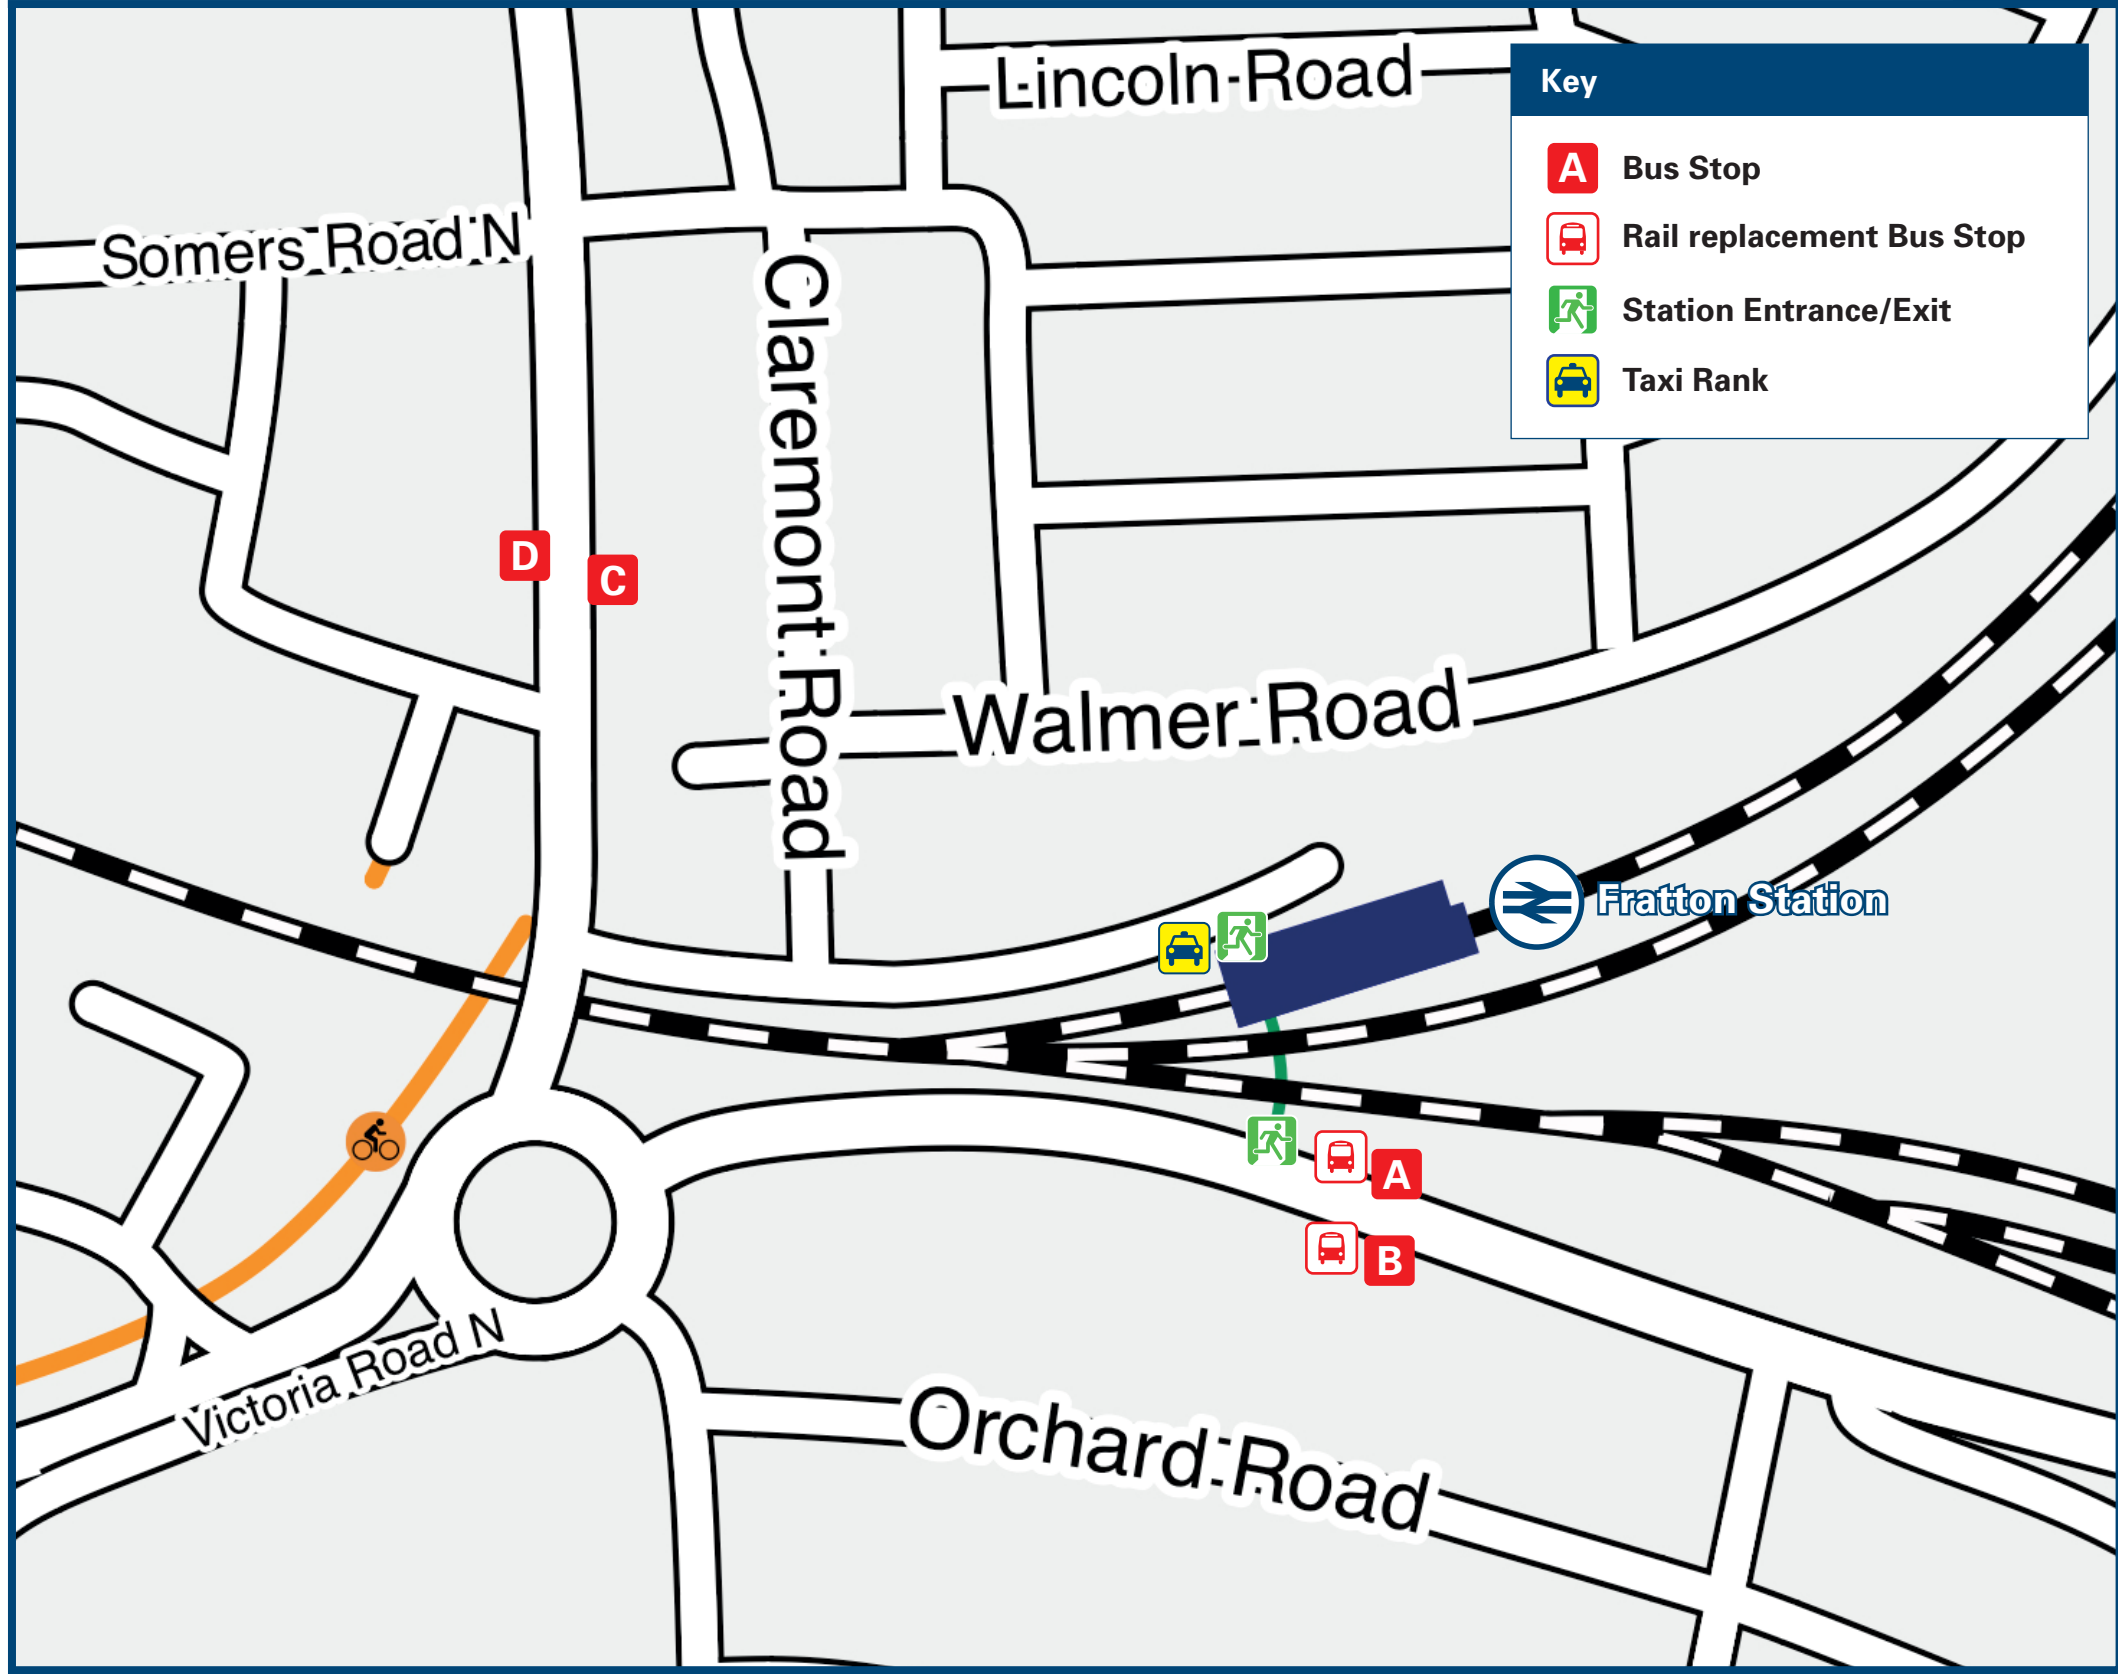 Lincoln Road
Key
A Bus Stop
Rail replacement Bus Stop
Station Entrance/Exit
Taxi Rank
Somers Road N
Claremont Road
D
C
Walmer Road
Fratton Station
A
B
Victoria Road N
Orchard Road